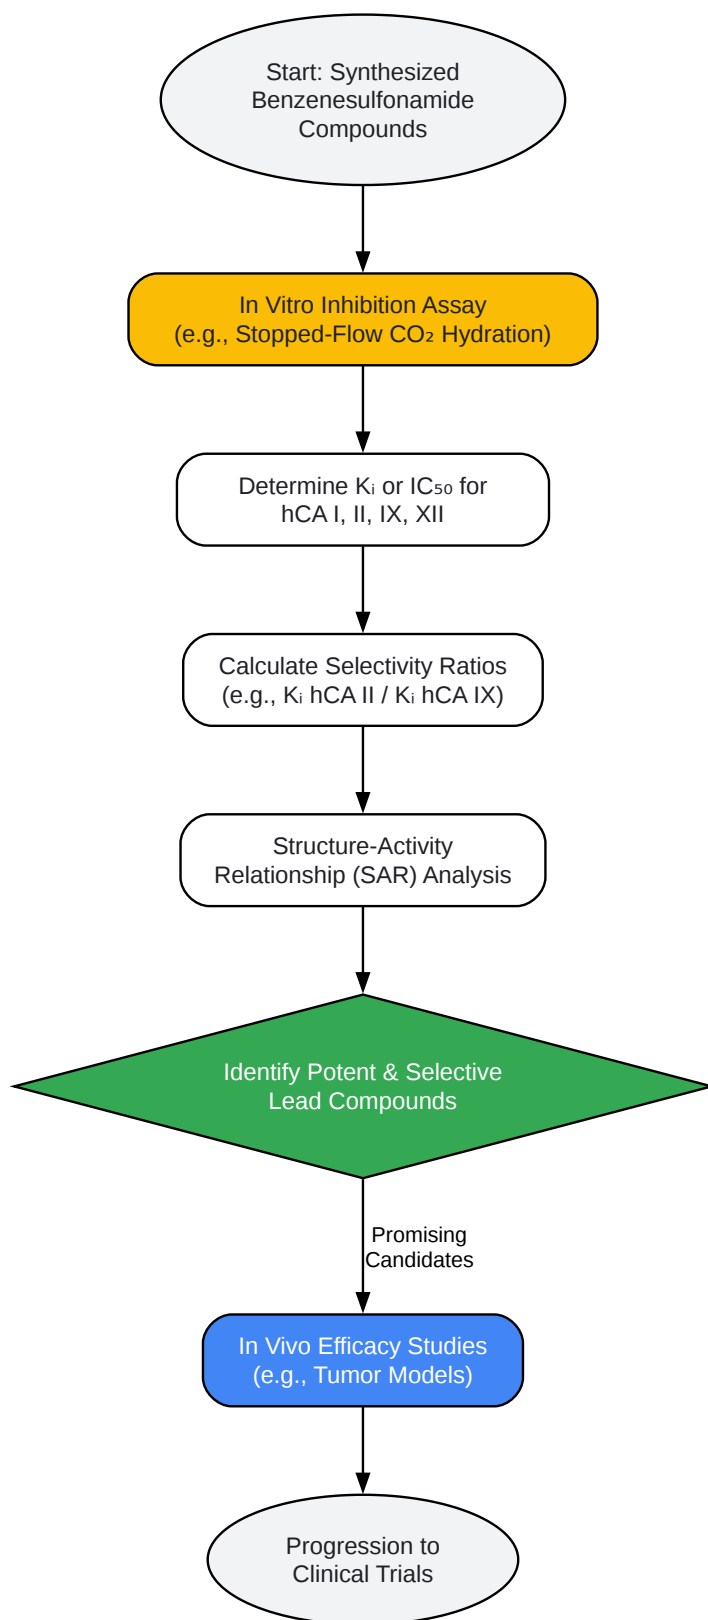 Start: Synthesized
Benzenesulfonamide
Compounds
In Vitro Inhibition Assay
(e.g., Stopped-Flow CO₂ Hydration)
Determine Kᵢ or IC₅₀ for
hCA I, II, IX, XII
Calculate Selectivity Ratios
(e.g., Kᵢ hCA II / Kᵢ hCA IX)
Structure-Activity
Relationship (SAR) Analysis
Identify Potent & Selective
Lead Compounds
Promising
Candidates
In Vivo Efficacy Studies
(e.g., Tumor Models)
Progression to
Clinical Trials